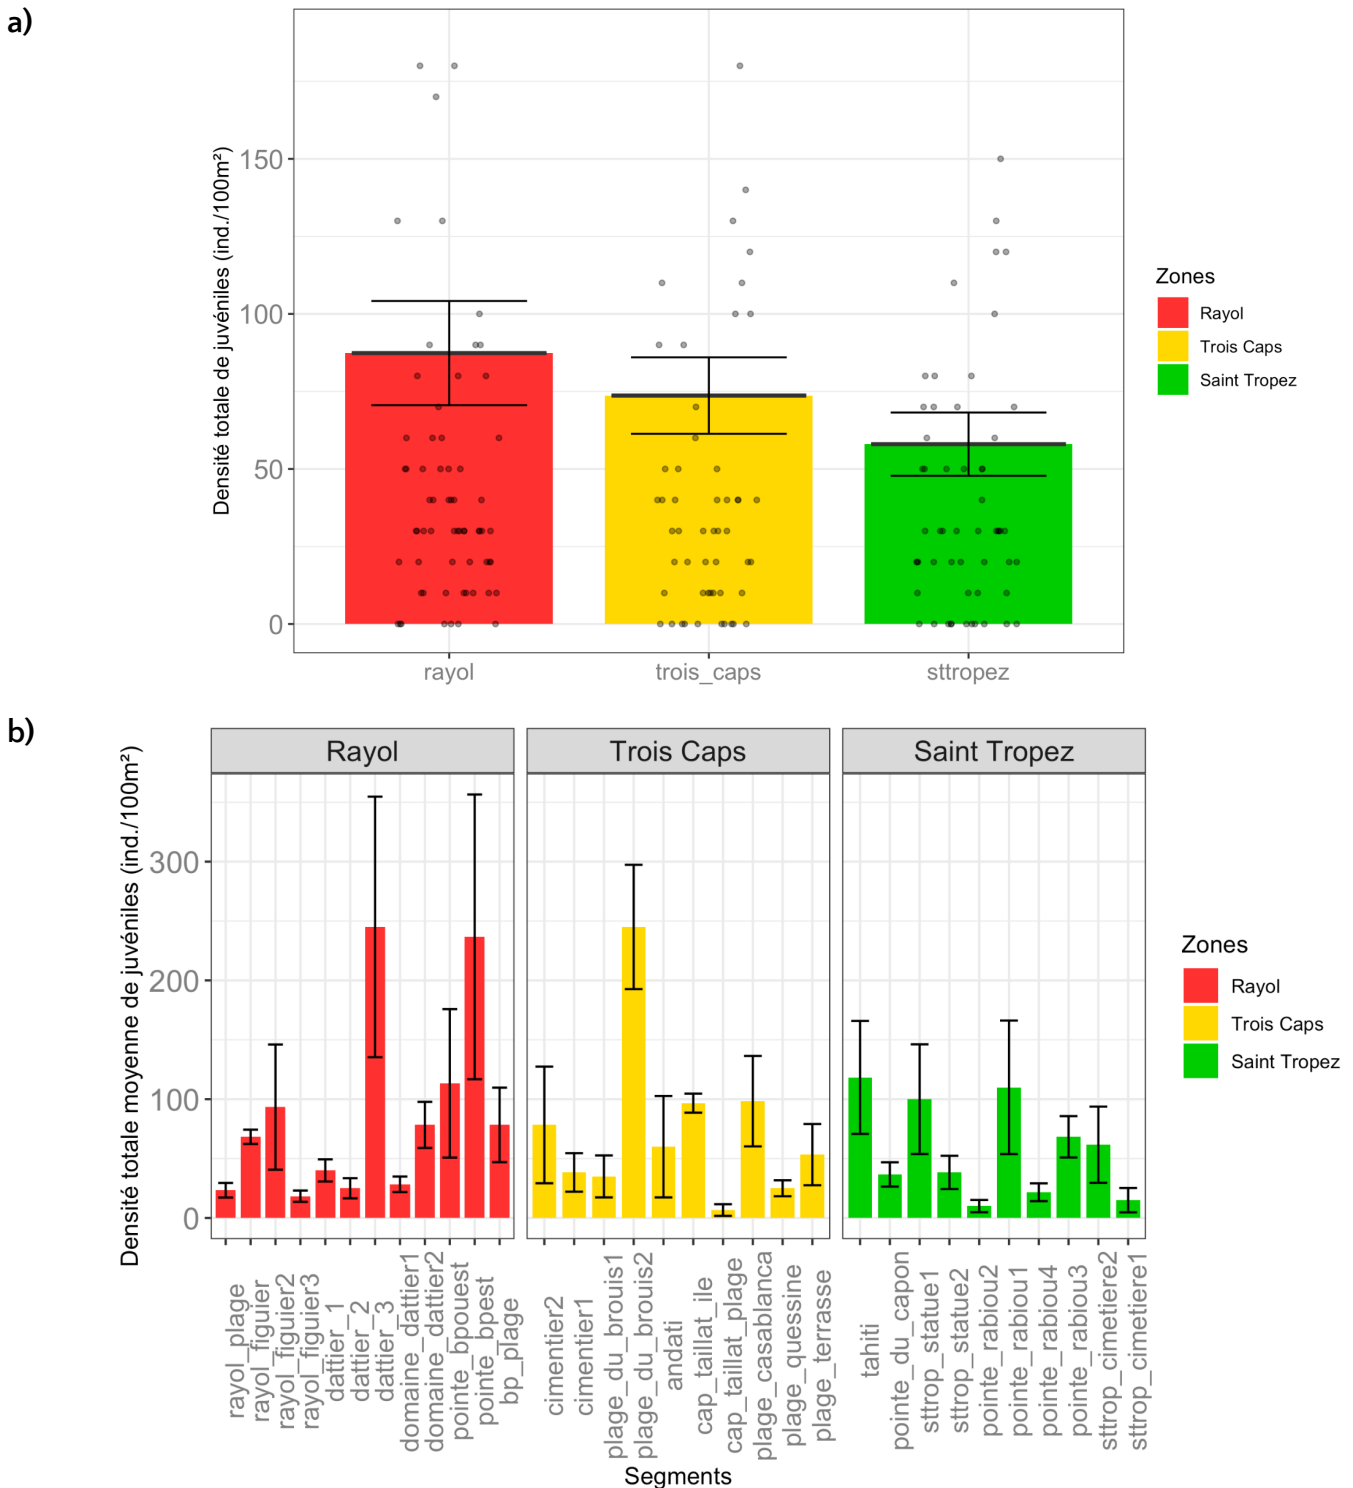 a)
Densité totale de juvéniles (ind./100m²)
150
100
50
0
rayol
trois_caps
sttropez
Zones
Rayol
Trois Caps
Saint Tropez
b)
Rayol
Trois Caps
Saint Tropez
Densité totale moyenne de juvéniles (ind./100m²)
300
200
100
0
rayol_plage
rayol_figuier
rayol_figuier2
rayol_figuier3
dattier_1
dattier_2
dattier_3
domaine_dattier1
domaine_dattier2
pointe_bpouest
pointe_bpest
bp_plage
cimentier2
cimentier1
plage_du_brouis1
plage_du_brouis2
andati
cap_taillat_ile
cap_taillat_plage
plage_casablanca
plage_quessine
plage_terrasse
tahiti
pointe_du_capon
sttrop_statue1
sttrop_statue2
pointe_rabiou2
pointe_rabiou1
pointe_rabiou4
pointe_rabiou3
sttrop_cimetiere2
sttrop_cimetiere1
Segments
Zones
Rayol
Trois Caps
Saint Tropez